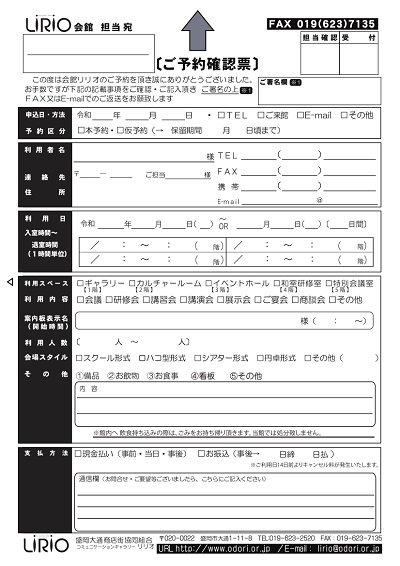 LiRiO 会館 担当宛
FAX 019(623)7135
担当確認 受 付
〔ご予約確認票〕
この度は会館リリオのご予約を頂き誠にありがとうございました。
お手数ですが下記の記載事項をご確認・ご記入頂き ご署名の上 ※1
FAX又はE-mailでのご返送をお願致します
ご署名欄 ※1
申込日・方法 令和 年 月 日 ・ □TEL □ご来館 □E-mail □その他
予約区分 □本予約・□仮予約(→ 保留期間 月 日頃まで)
利用者名 様 TEL ( )
連絡先 〒 ― ご担当 様 FAX ( )
住所 携帯 ( )
E-mail @
利用日 令和 年 月 日( ) ～ OR 月 日( ) 〔 日間〕
入室時間～
退室時間
(1時間単位)
／ ： ～ ： ( 階) ／ ： ～ ： ( 階)
／ ： ～ ： ( 階) ／ ： ～ ： ( 階)
利用スペース □ギャラリー □カルチャールーム □イベントホール □和室研修室 □特別会議室
【1階】 【2階】 【3階】 【4階】 【5階】
利用内容 □会議 □研修会 □講習会 □講演会 □展示会 □ご宴会 □商談会 □その他
案内板表示名
(開始時間)
様 ( ： ～ )
利用人数 〔 人 ～ 人〕
会場スタイル □スクール形式 □ハコ型形式 □シアター形式 □円卓形式 □その他( )
その他 ①備品 ②お飲物 ③お食事 ④看板 ⑤その他
内 容
※館内へ飲食持ち込みの際は、ごみをお持ち帰り頂きます。当館では処分致しません。
支払方法 □現金払い(事前・当日・事後) □お振込(事後→ 日締 日払)
※ご利用日14日前よりキャンセル料が発生いたします。
通信欄(お問合せ・ご要望等ございましたら、こちらにご記入ください)
LiRiO 盛岡大通商店街協同組合 〒020-0022 盛岡市大通1-11-8 TEL:019-623-2520 FAX:019-623-7135
コミュニケーションギャラリー リリオ URL http://www.odori.or.jp ／E-mail： lirio@odori.or.jp